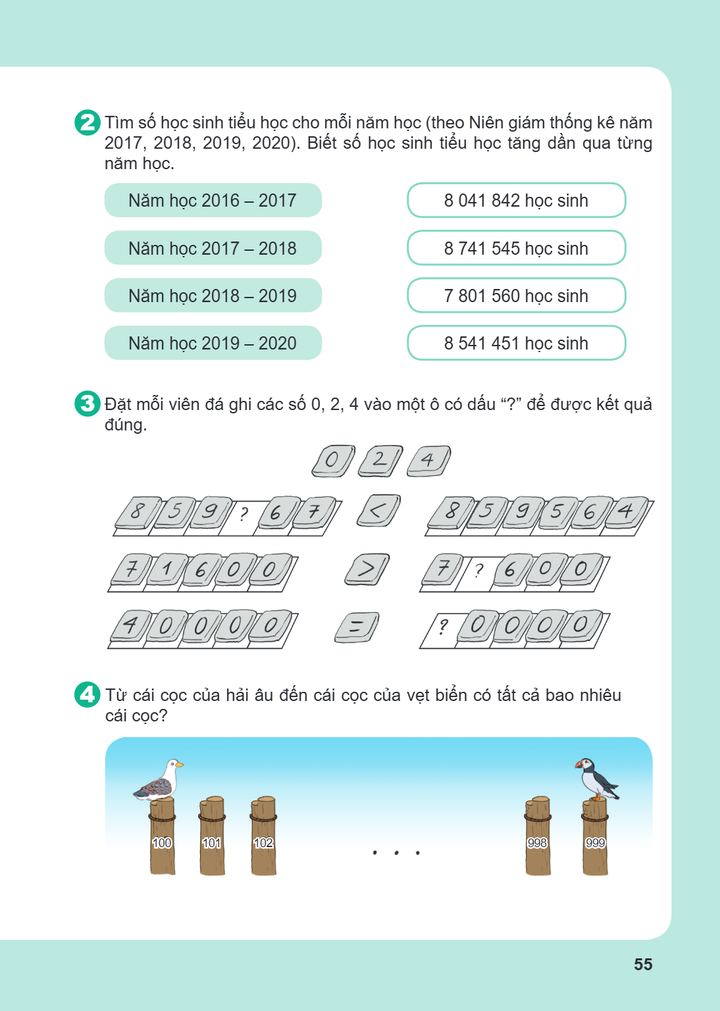 2 Tìm số học sinh tiểu học cho mỗi năm học (theo Niên giám thống kê năm
2017, 2018, 2019, 2020). Biết số học sinh tiểu học tăng dần qua từng
năm học.
Năm học 2016 – 2017 8 041 842 học sinh
Năm học 2017 – 2018 8 741 545 học sinh
Năm học 2018 – 2019 7 801 560 học sinh
Năm học 2019 – 2020 8 541 451 học sinh
3 Đặt mỗi viên đá ghi các số 0, 2, 4 vào một ô có dấu “?” để được kết quả
đúng.
0 2 4
8 5 9 ? 6 7 < 8 5 9 5 6 4
7 1 6 0 0 > 7 ? 6 0 0
4 0 0 0 0 = ? 0 0 0 0
4 Từ cái cọc của hải âu đến cái cọc của vẹt biển có tất cả bao nhiêu
cái cọc?
100 101 102 . . . 998 999
55